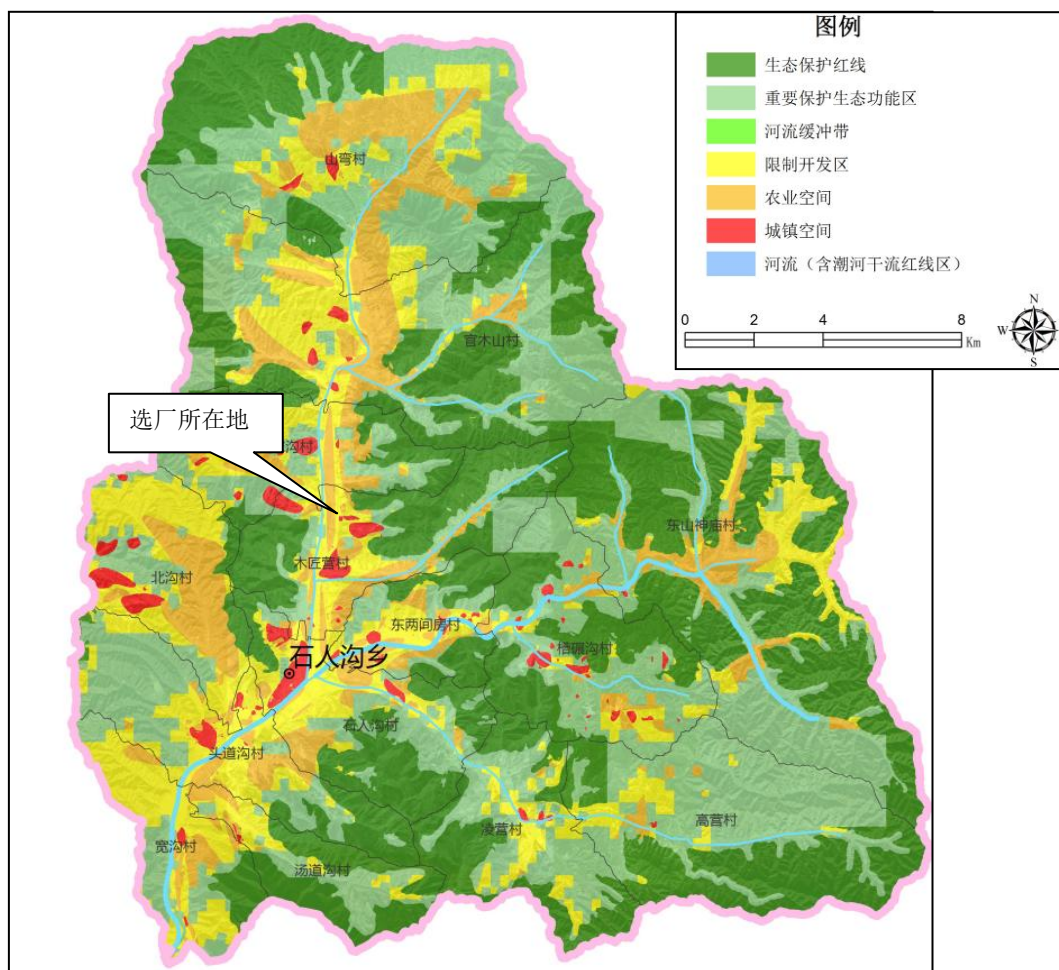 图例
生态保护红线
重要保护生态功能区
河流缓冲带
限制开发区
农业空间
城镇空间
河流（含潮河干流红线区）
0 2 4 8
Km
N
W
S
山弯村
官木山村
选厂所在地
沟村
东山神庙村
木匠营村
北沟村
东两间房村
石人沟乡
石人沟村
头道沟村
凌营村
高营村
宽沟村
汤道沟村